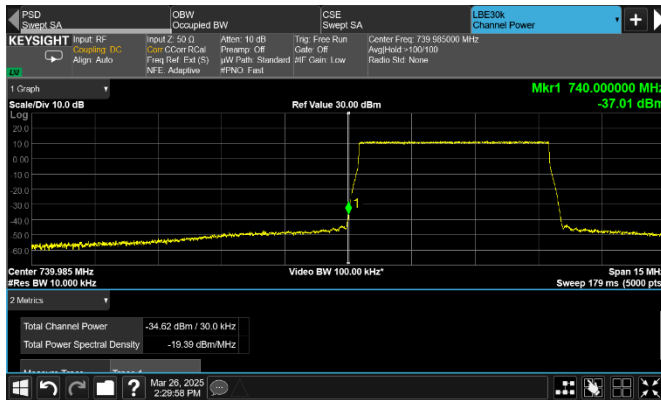 PSD
Swept SA
OBW
Occupied BW
CSE
Swept SA
LBE30k
Channel Power
KEYSIGHT
Input: RF
Coupling: DC
Align: Auto
Input Z: 50 Ω
Corr CCorr RCal
Freq Ref: Ext (S)
NFE: Adaptive
Atten: 10 dB
Preamp: Off
µW Path: Standard
#PNO: Fast
Trig: Free Run
Gate: Off
#IF Gain: Low
Center Freq: 739.985000 MHz
Avg|Hold:>100/100
Radio Std: None
1 Graph
Mkr1 740.000000 MHz
Scale/Div 10.0 dB
Ref Value 30.00 dBm
-37.01 dBm
Log
20.0
10.0
0.00
-10.0
-20.0
-30.0
1
-40.0
-50.0
-60.0
Center 739.985 MHz
Video BW 100.00 kHz*
Span 15 MHz
#Res BW 10.000 kHz
Sweep 179 ms (5000 pts)
2 Metrics
Total Channel Power
-34.62 dBm / 30.0 kHz
Total Power Spectral Density
-19.39 dBm/MHz
Mar 26, 2025
2:29:58 PM